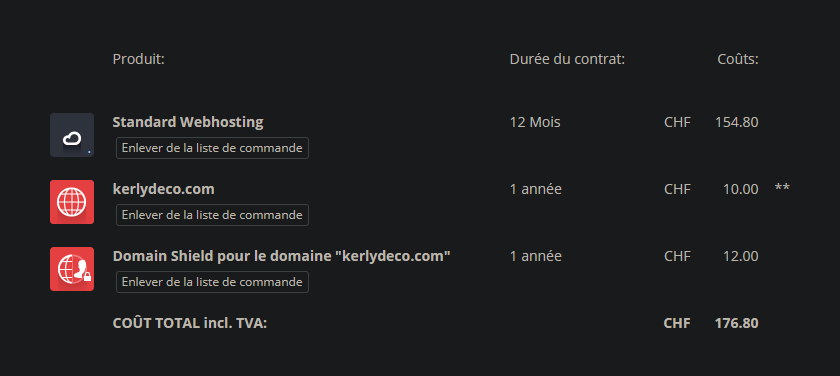 Produit: Durée du contrat: Coûts:
Standard Webhosting 12 Mois CHF 154.80
Enlever de la liste de commande
kerlydeco.com 1 année CHF 10.00 **
Enlever de la liste de commande
Domain Shield pour le domaine "kerlydeco.com" 1 année CHF 12.00
Enlever de la liste de commande
COÛT TOTAL incl. TVA: CHF 176.80